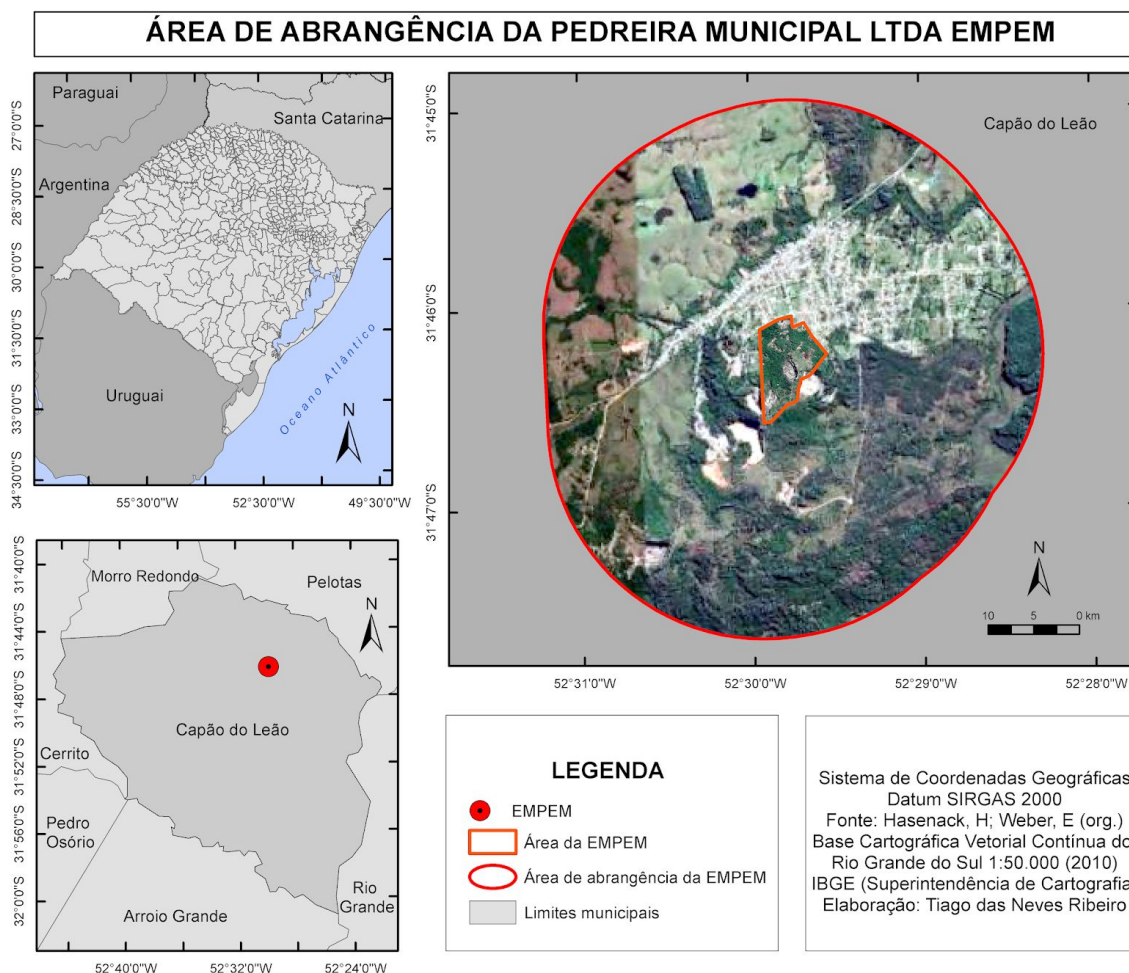 ÁREA DE ABRANGÊNCIA DA PEDREIRA MUNICIPAL LTDA EMPEM
Paraguai
Santa Catarina
Argentina
Uruguai
Oceano Atlântico
N
27°0'0"S
28°30'0"S
30°0'0"S
31°30'0"S
33°0'0"S
34°30'0"S
55°30'0"W
52°30'0"W
49°30'0"W
Capão do Leão
31°45'0"S
31°46'0"S
31°47'0"S
N
10 5 0 km
52°31'0"W
52°30'0"W
52°29'0"W
52°28'0"W
Morro Redondo
Pelotas
N
Capão do Leão
Cerrito
Pedro
Osório
Rio
Grande
Arroio Grande
31°40'0"S
31°44'0"S
31°48'0"S
31°52'0"S
31°56'0"S
32°0'0"S
52°40'0"W
52°32'0"W
52°24'0"W
LEGENDA
EMPEM
Área da EMPEM
Área de abrangência da EMPEM
Limites municipais
Sistema de Coordenadas Geográficas
Datum SIRGAS 2000
Fonte: Hasenack, H; Weber, E (org.)
Base Cartográfica Vetorial Contínua do
Rio Grande do Sul 1:50.000 (2010)
IBGE (Superintendência de Cartografia
Elaboração: Tiago das Neves Ribeiro